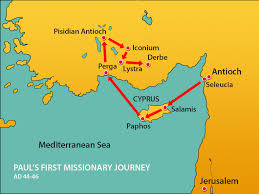 Pisidian Antioch
Iconium
Derbe
Lystra
Perga
Antioch
Seleucia
CYPRUS
Salamis
Paphos
Mediterranean Sea
PAUL'S FIRST MISSIONARY JOURNEY
AD 44-46
Jerusalem